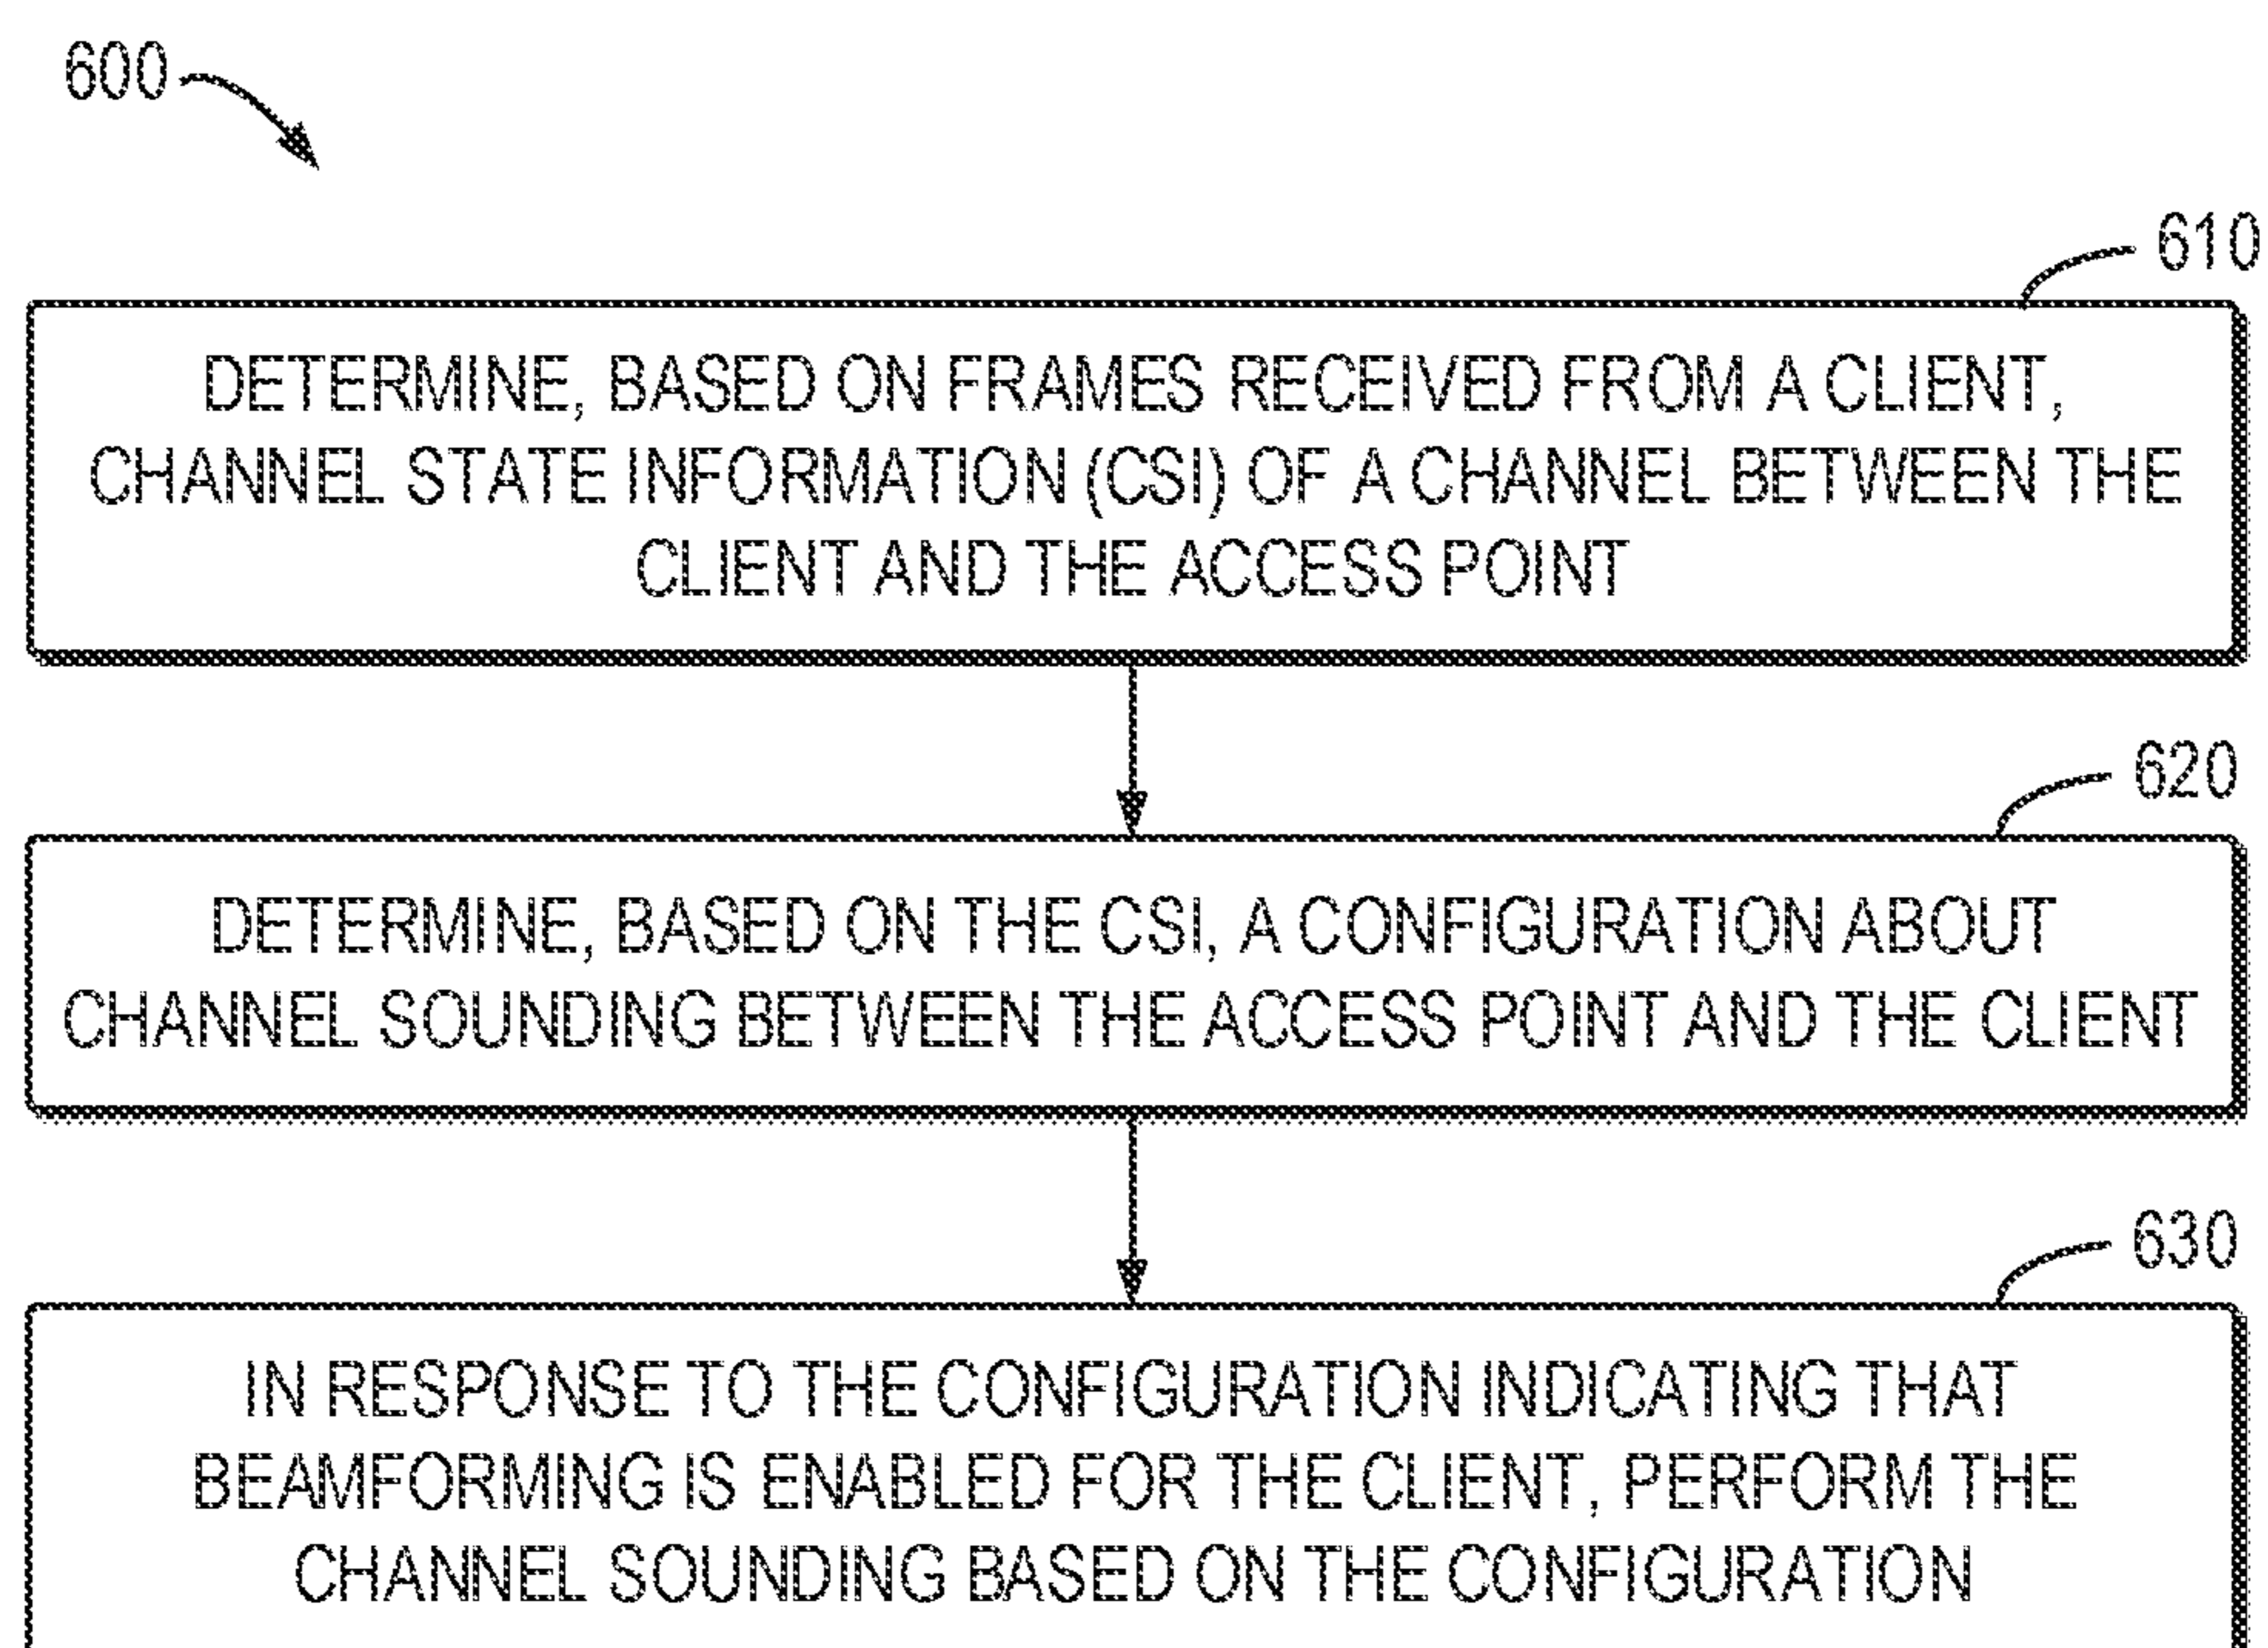 600
610
DETERMINE, BASED ON FRAMES RECEIVED FROM A CLIENT,
CHANNEL STATE INFORMATION (CSI) OF A CHANNEL BETWEEN THE
CLIENT AND THE ACCESS POINT
620
DETERMINE, BASED ON THE CSI, A CONFIGURATION ABOUT
CHANNEL SOUNDING BETWEEN THE ACCESS POINT AND THE CLIENT
630
IN RESPONSE TO THE CONFIGURATION INDICATING THAT
BEAMFORMING IS ENABLED FOR THE CLIENT, PERFORM THE
CHANNEL SOUNDING BASED ON THE CONFIGURATION